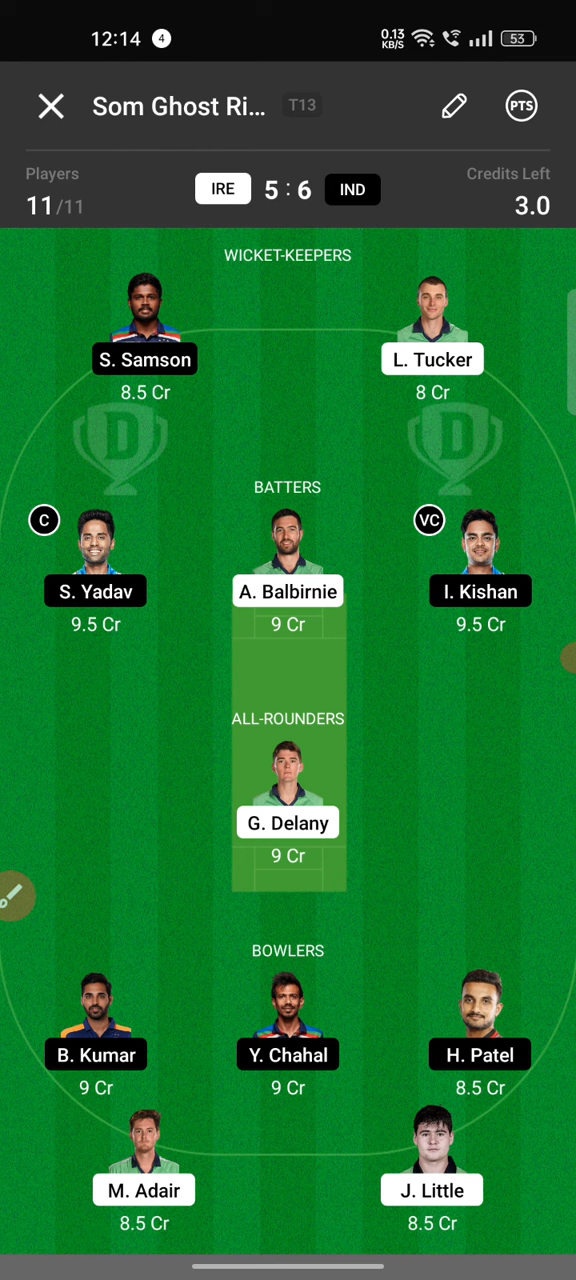 12:14 4 0.13 KB/S 53
Som Ghost Ri... T13 PTS
Players Credits Left
11/11 IRE 5 : 6 IND 3.0
WICKET-KEEPERS
S. Samson L. Tucker
8.5 Cr 8 Cr
D D
BATTERS
C VC
S. Yadav A. Balbirnie I. Kishan
9.5 Cr 9 Cr 9.5 Cr
ALL-ROUNDERS
G. Delany
9 Cr
BOWLERS
B. Kumar Y. Chahal H. Patel
9 Cr 9 Cr 8.5 Cr
M. Adair J. Little
8.5 Cr 8.5 Cr